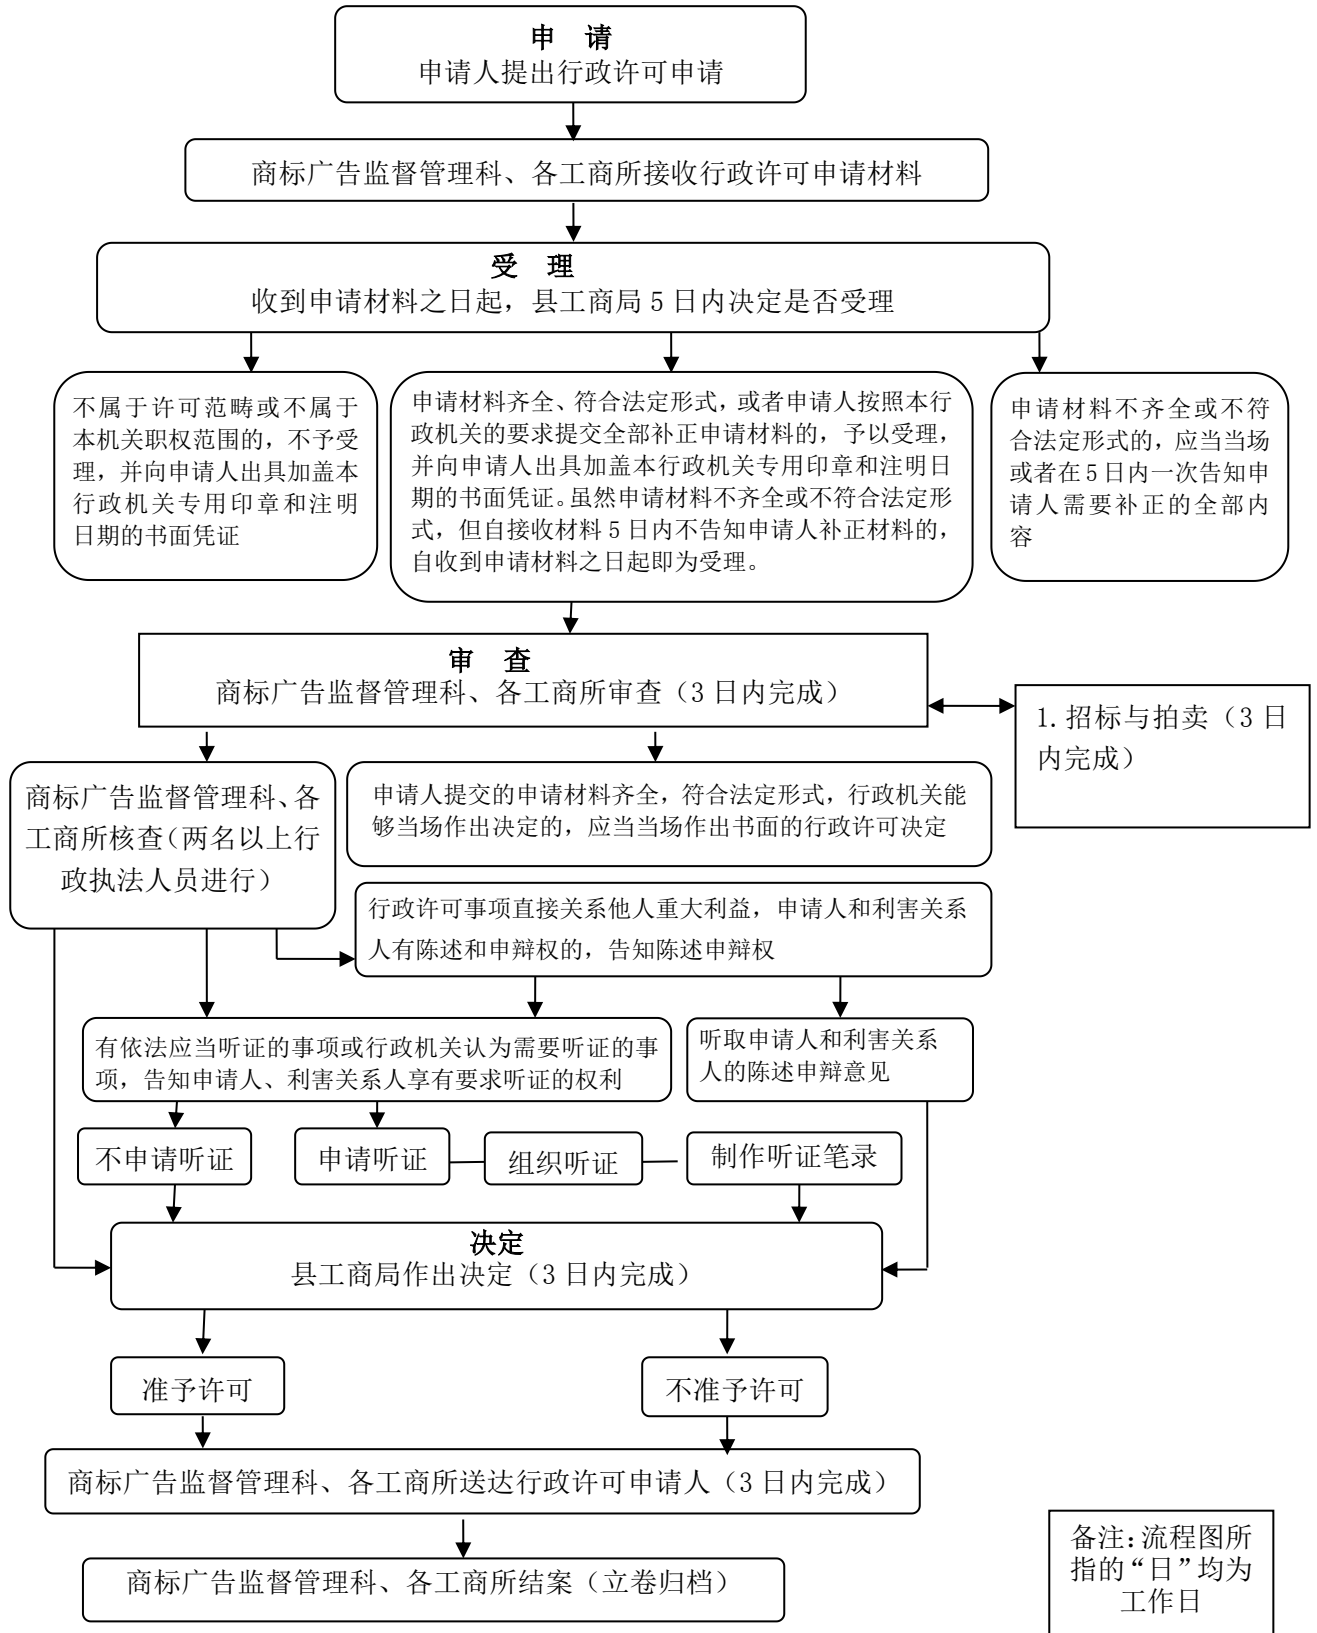 申　请
申请人提出行政许可申请
商标广告监督管理科、各工商所接收行政许可申请材料
受　理
收到申请材料之日起，县工商局 5 日内决定是否受理
不属于许可范畴或不属于
本机关职权范围的，不予受
理，并向申请人出具加盖本
行政机关专用印章和注明
日期的书面凭证
申请材料齐全、符合法定形式，或者申请人按照本行
政机关的要求提交全部补正申请材料的，予以受理，
并向申请人出具加盖本行政机关专用印章和注明日
期的书面凭证。虽然申请材料不齐全或不符合法定形
式，但自接收材料 5 日内不告知申请人补正材料的，
自收到申请材料之日起即为受理。
申请材料不齐全或不符
合法定形式的，应当当场
或者在 5 日内一次告知申
请人需要补正的全部内
容
审　查
商标广告监督管理科、各工商所审查（3 日内完成）
1. 招标与拍卖（3 日
内完成）
商标广告监督管理科、各
工商所核查（两名以上行
政执法人员进行）
申请人提交的申请材料齐全，符合法定形式，行政机关能
够当场作出决定的，应当当场作出书面的行政许可决定
行政许可事项直接关系他人重大利益，申请人和利害关系
人有陈述和申辩权的，告知陈述申辩权
有依法应当听证的事项或行政机关认为需要听证的事
项，告知申请人、利害关系人享有要求听证的权利
听取申请人和利害关系
人的陈述申辩意见
不申请听证
申请听证
组织听证
制作听证笔录
决定
县工商局作出决定（3 日内完成）
准予许可
不准予许可
商标广告监督管理科、各工商所送达行政许可申请人（3 日内完成）
商标广告监督管理科、各工商所结案（立卷归档）
备注：流程图所
指的“日”均为
工作日